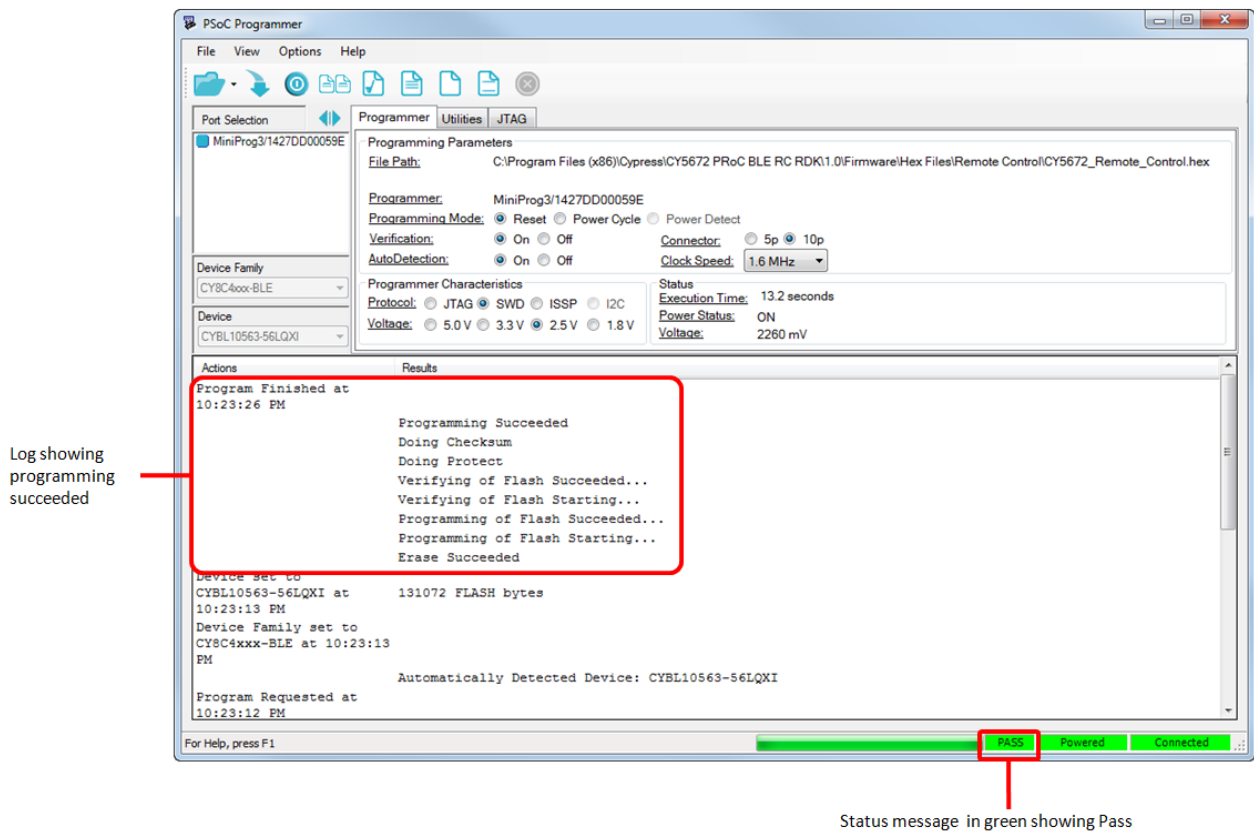 PSoC Programmer
File View Options Help
Port Selection
MiniProg3/1427DD00059E
Device Family
CY8C4xxx-BLE
Device
CYBL10563-56LQXI
Programmer Utilities JTAG
Programming Parameters
File Path: C:\Program Files (x86)\Cypress\CY5672 PRoC BLE RC RDK\1.0\Firmware\Hex Files\Remote Control\CY5672_Remote_Control.hex
Programmer: MiniProg3/1427DD00059E
Programming Mode: Reset Power Cycle Power Detect
Verification: On Off Connector: 5p 10p
AutoDetection: On Off Clock Speed: 1.6 MHz
Programmer Characteristics
Protocol: JTAG SWD ISSP I2C
Voltage: 5.0 V 3.3 V 2.5 V 1.8 V
Status
Execution Time: 13.2 seconds
Power Status: ON
Voltage: 2260 mV
Actions Results
Program Finished at
10:23:26 PM
Programming Succeeded
Doing Checksum
Doing Protect
Verifying of Flash Succeeded...
Verifying of Flash Starting...
Programming of Flash Succeeded...
Programming of Flash Starting...
Erase Succeeded
Device set to
CYBL10563-56LQXI at 131072 FLASH bytes
10:23:13 PM
Device Family set to
CY8C4xxx-BLE at 10:23:13
PM
Automatically Detected Device: CYBL10563-56LQXI
Program Requested at
10:23:12 PM
For Help, press F1 PASS Powered Connected
Log showing
programming
succeeded
Status message in green showing Pass